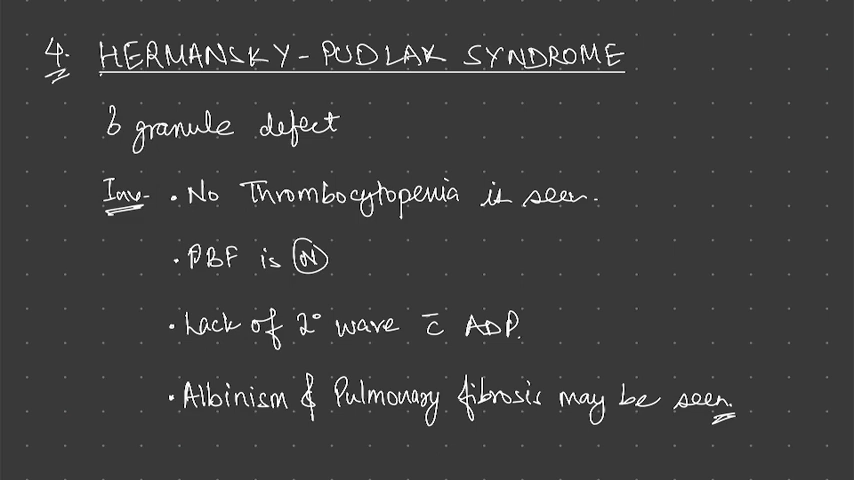 4. HERMANSKY-PUDLAK SYNDROME
δ granule defect
Inv- • No Thrombocytopenia is seen.
• PBF is Ⓝ
• Lack of 2° wave c̄ ADP.
• Albinism & Pulmonary fibrosis may be seen.